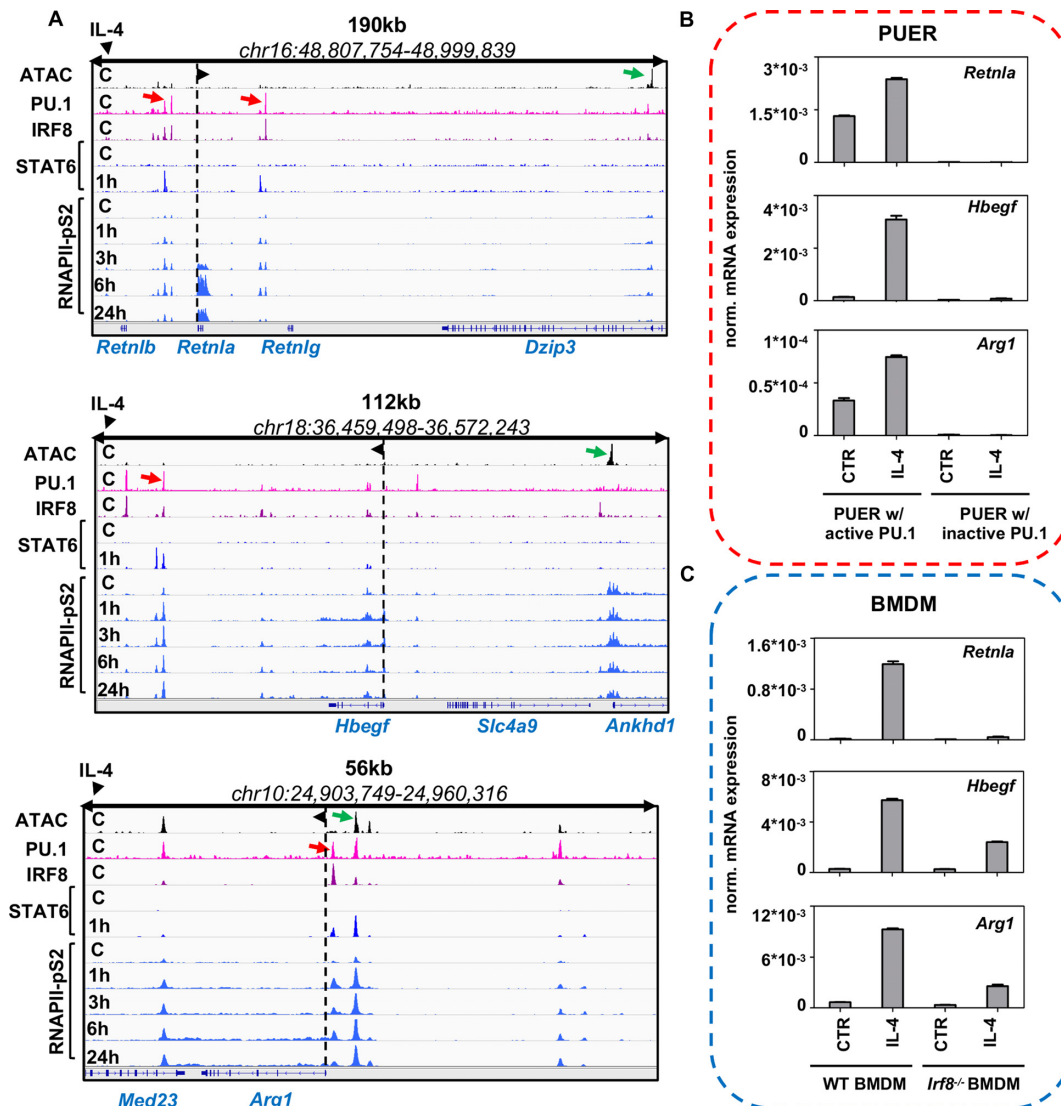 A
IL-4
190kb
chr16:48,807,754-48,999,839
ATAC C
PU.1 C
IRF8 C
STAT6 C
1h
RNAPII-pS2 C
1h
3h
6h
24h
Retnlb Retnla Retnlg Dzip3
IL-4
112kb
chr18:36,459,498-36,572,243
ATAC C
PU.1 C
IRF8 C
STAT6 C
1h
RNAPII-pS2 C
1h
3h
6h
24h
Hbegf Slc4a9 Ankhd1
IL-4
56kb
chr10:24,903,749-24,960,316
ATAC C
PU.1 C
IRF8 C
STAT6 C
1h
RNAPII-pS2 C
1h
3h
6h
24h
Med23 Arg1
B
PUER
norm. mRNA expression
3*10-3
1.5*10-3
0
Retnla
4*10-3
2*10-3
0
Hbegf
1*10-4
0.5*10-4
0
Arg1
CTR IL-4 CTR IL-4
PUER w/ PUER w/
active PU.1 inactive PU.1
C
BMDM
norm. mRNA expression
1.6*10-3
0.8*10-3
0
Retnla
8*10-3
4*10-3
0
Hbegf
12*10-3
6*10-3
0
Arg1
CTR IL-4 CTR IL-4
WT BMDM Irf8-/- BMDM